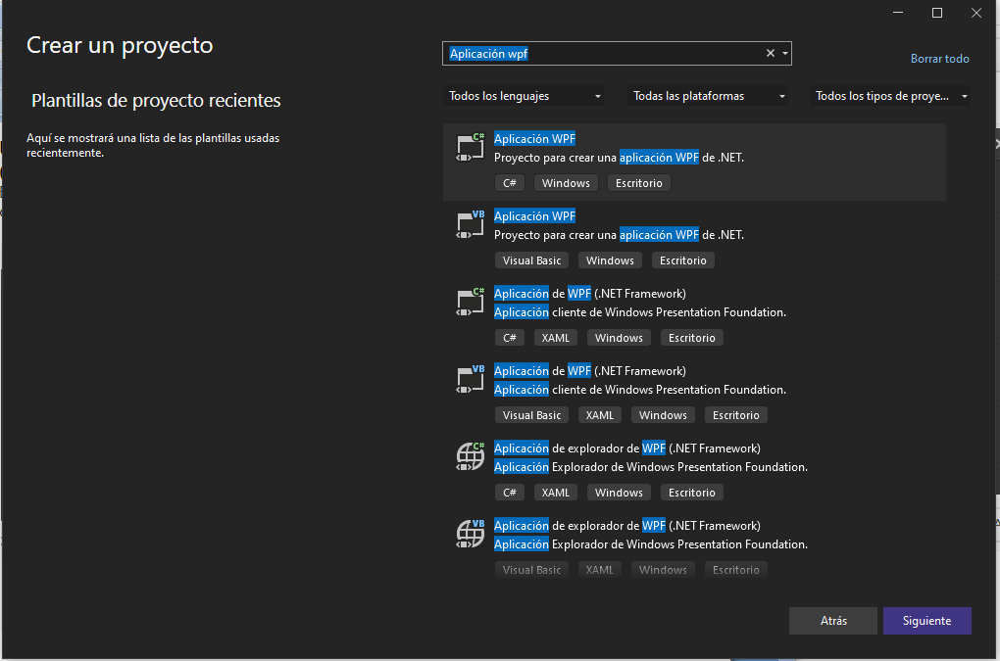 Crear un proyecto
Aplicación wpf
Borrar todo
Plantillas de proyecto recientes
Aquí se mostrará una lista de las plantillas usadas
recientemente.
Todos los lenguajes
Todas las plataformas
Todos los tipos de proye...
C#
Aplicación WPF
Proyecto para crear una aplicación WPF de .NET.
C# Windows Escritorio
VB
Aplicación WPF
Proyecto para crear una aplicación WPF de .NET.
Visual Basic Windows Escritorio
C#
Aplicación de WPF (.NET Framework)
Aplicación cliente de Windows Presentation Foundation.
C# XAML Windows Escritorio
VB
Aplicación de WPF (.NET Framework)
Aplicación cliente de Windows Presentation Foundation.
Visual Basic XAML Windows Escritorio
C#
Aplicación de explorador de WPF (.NET Framework)
Aplicación Explorador de Windows Presentation Foundation.
C# XAML Windows Escritorio
VB
Aplicación de explorador de WPF (.NET Framework)
Aplicación Explorador de Windows Presentation Foundation.
Visual Basic XAML Windows Escritorio
Atrás
Siguiente